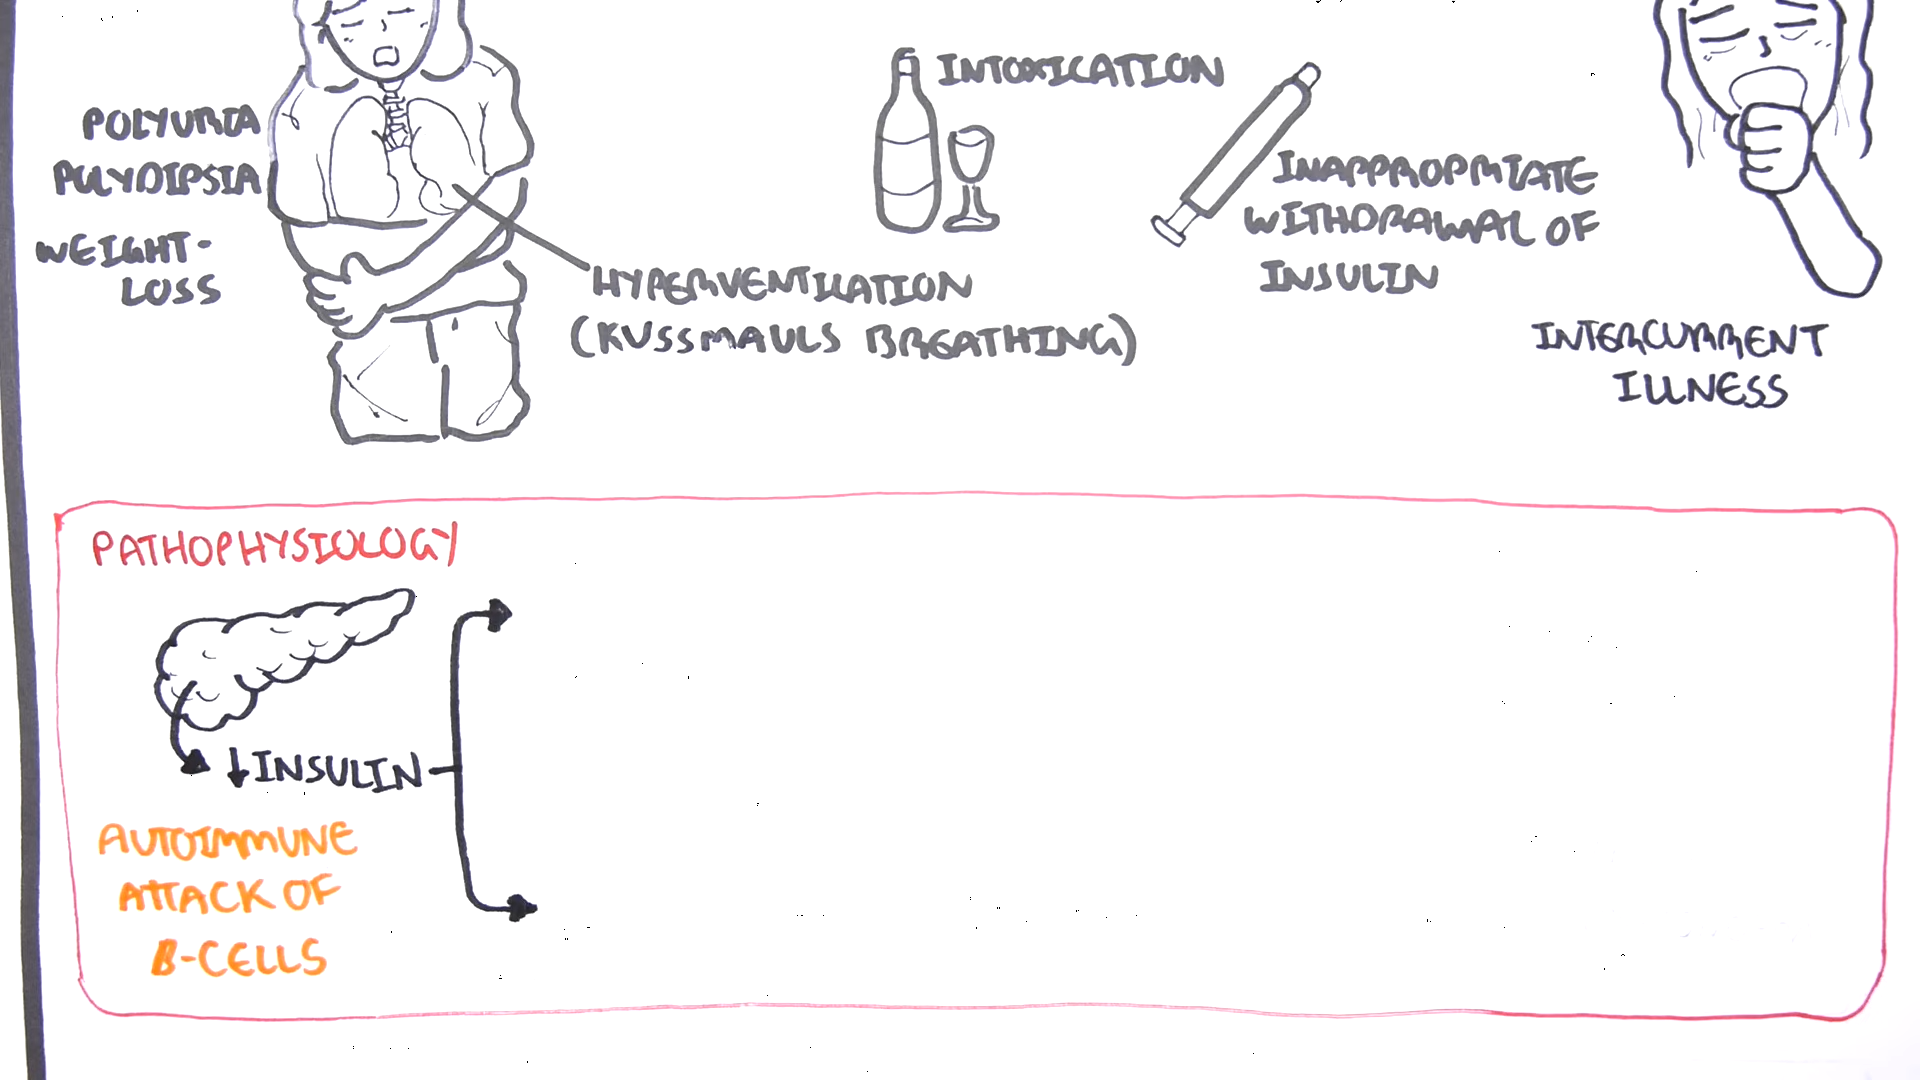 POLYURIA
POLYDIPSIA
WEIGHT-
LOSS
HYPERVENTILATION
(KUSSMAULS BREATHING)
INTOXICATION
INAPPROPRIATE
WITHDRAWAL OF
INSULIN
INTERCURRENT
ILLNESS
PATHOPHYSIOLOGY
↓INSULIN
AUTOIMMUNE
ATTACK OF
B-CELLS